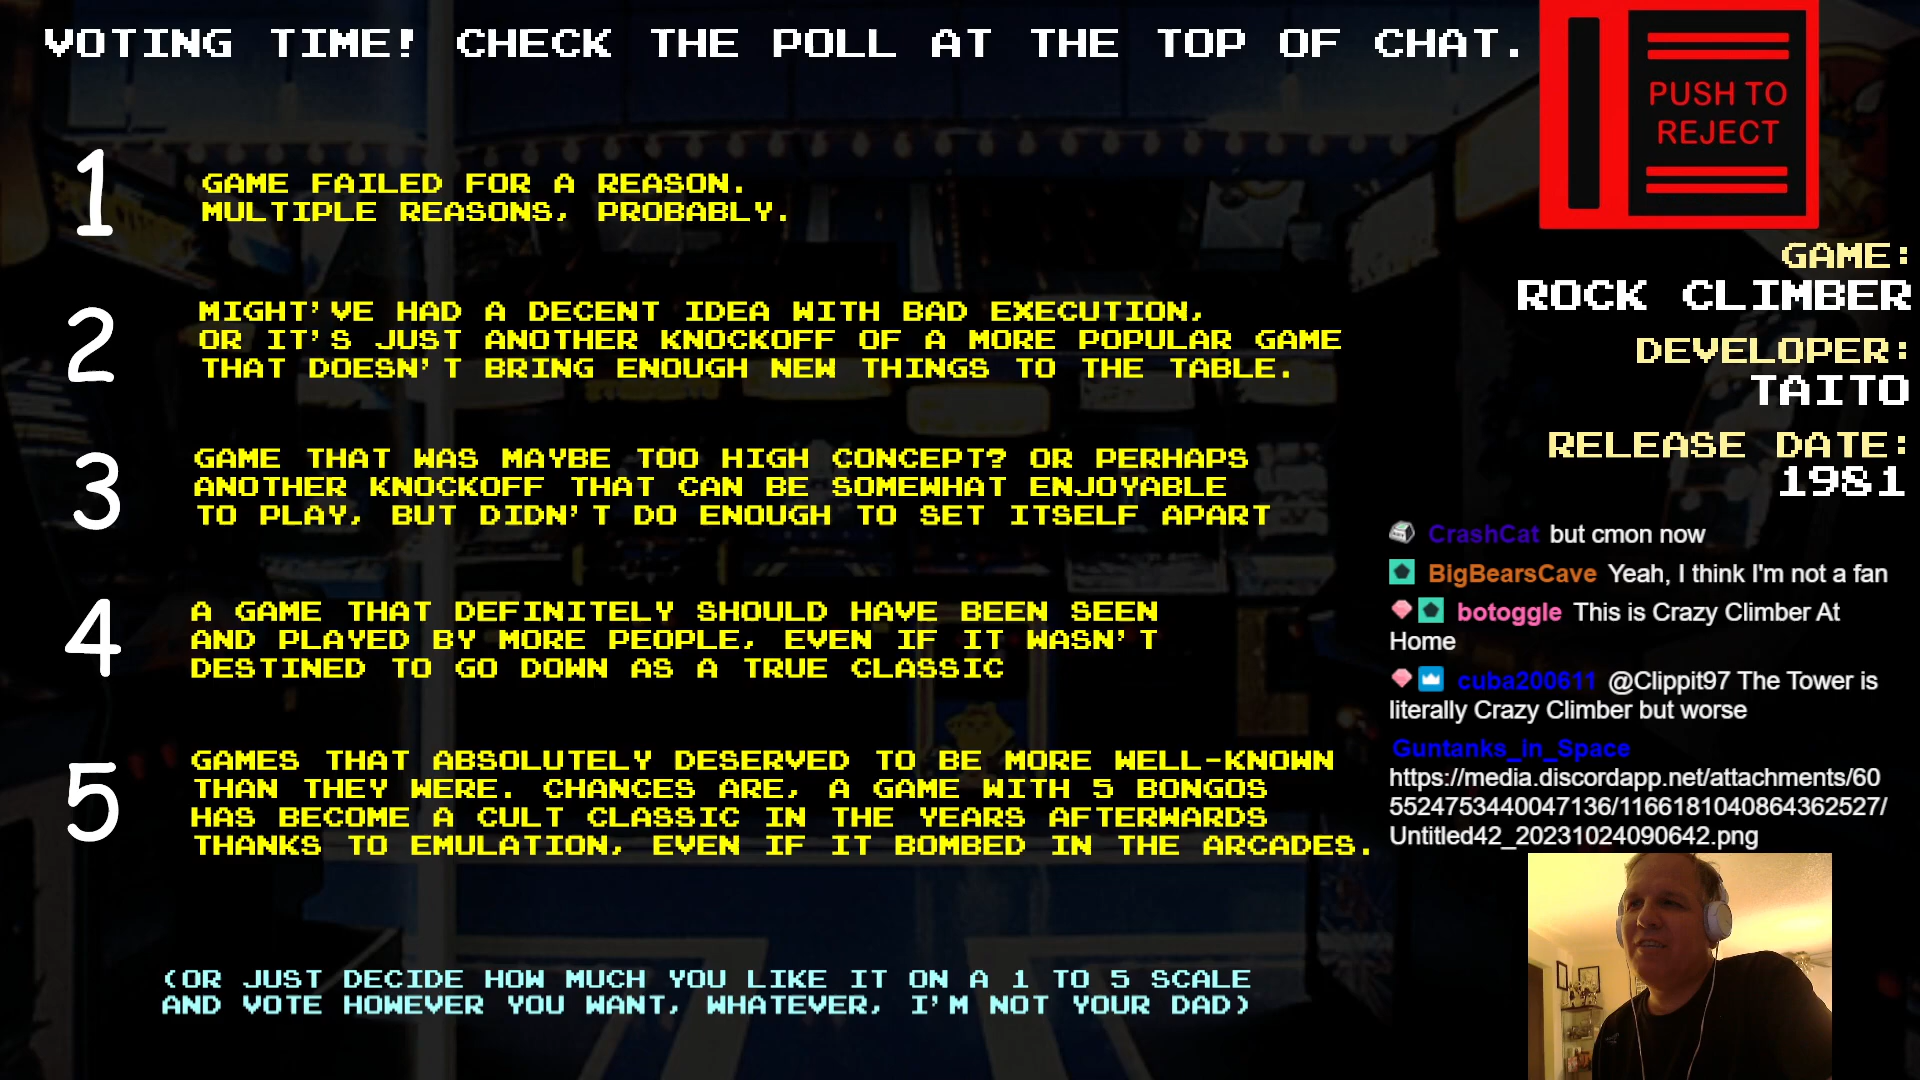 VOTING TIME! CHECK THE POLL AT THE TOP OF CHAT.
PUSH TO
REJECT
1
GAME FAILED FOR A REASON.
MULTIPLE REASONS, PROBABLY.
2
MIGHT'VE HAD A DECENT IDEA WITH BAD EXECUTION,
OR IT'S JUST ANOTHER KNOCKOFF OF A MORE POPULAR GAME
THAT DOESN'T BRING ENOUGH NEW THINGS TO THE TABLE.
3
GAME THAT WAS MAYBE TOO HIGH CONCEPT? OR PERHAPS
ANOTHER KNOCKOFF THAT CAN BE SOMEWHAT ENJOYABLE
TO PLAY, BUT DIDN'T DO ENOUGH TO SET ITSELF APART
4
A GAME THAT DEFINITELY SHOULD HAVE BEEN SEEN
AND PLAYED BY MORE PEOPLE, EVEN IF IT WASN'T
DESTINED TO GO DOWN AS A TRUE CLASSIC
5
GAMES THAT ABSOLUTELY DESERVED TO BE MORE WELL-KNOWN
THAN THEY WERE. CHANCES ARE, A GAME WITH 5 BONGOS
HAS BECOME A CULT CLASSIC IN THE YEARS AFTERWARDS
THANKS TO EMULATION, EVEN IF IT BOMBED IN THE ARCADES.
(OR JUST DECIDE HOW MUCH YOU LIKE IT ON A 1 TO 5 SCALE
AND VOTE HOWEVER YOU WANT, WHATEVER, I'M NOT YOUR DAD)
GAME:
ROCK CLIMBER
DEVELOPER:
TAITO
RELEASE DATE:
1981
CrashCat but cmon now
BigBearsCave Yeah, I think I'm not a fan
botoggle This is Crazy Climber At
Home
cuba200611 @Clippit97 The Tower is
literally Crazy Climber but worse
Guntanks_in_Space
https://media.discordapp.net/attachments/60
5524753440047136/1166181040864362527/
Untitled42_20231024090642.png